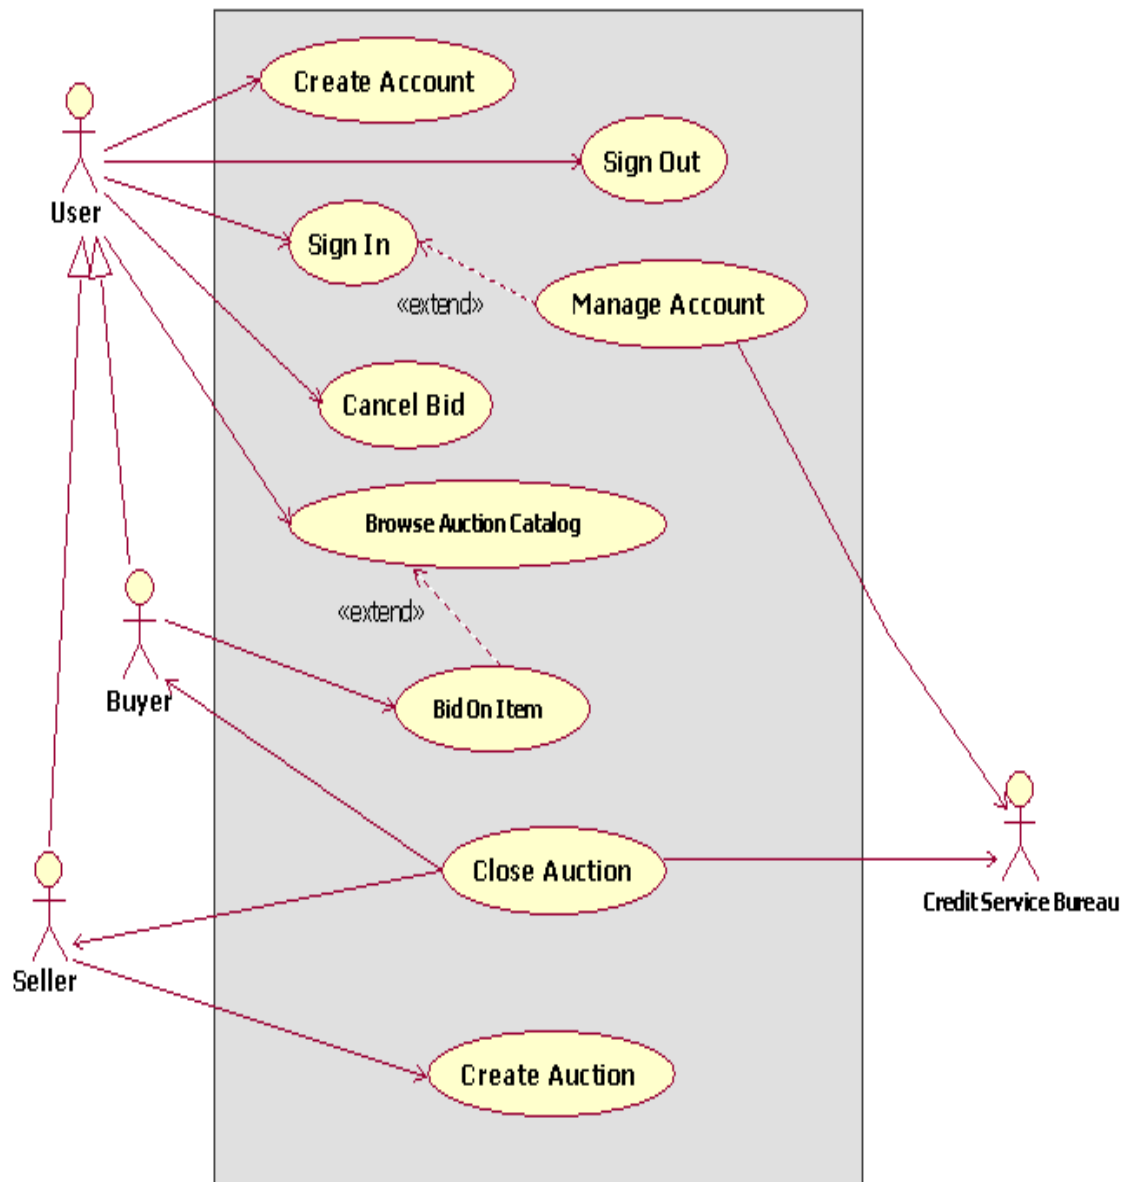 Create Account
Sign Out
User
Sign In
«extend»
Manage Account
Cancel Bid
Browse Auction Catalog
«extend»
Buyer
Bid On Item
Close Auction
Credit Service Bureau
Seller
Create Auction